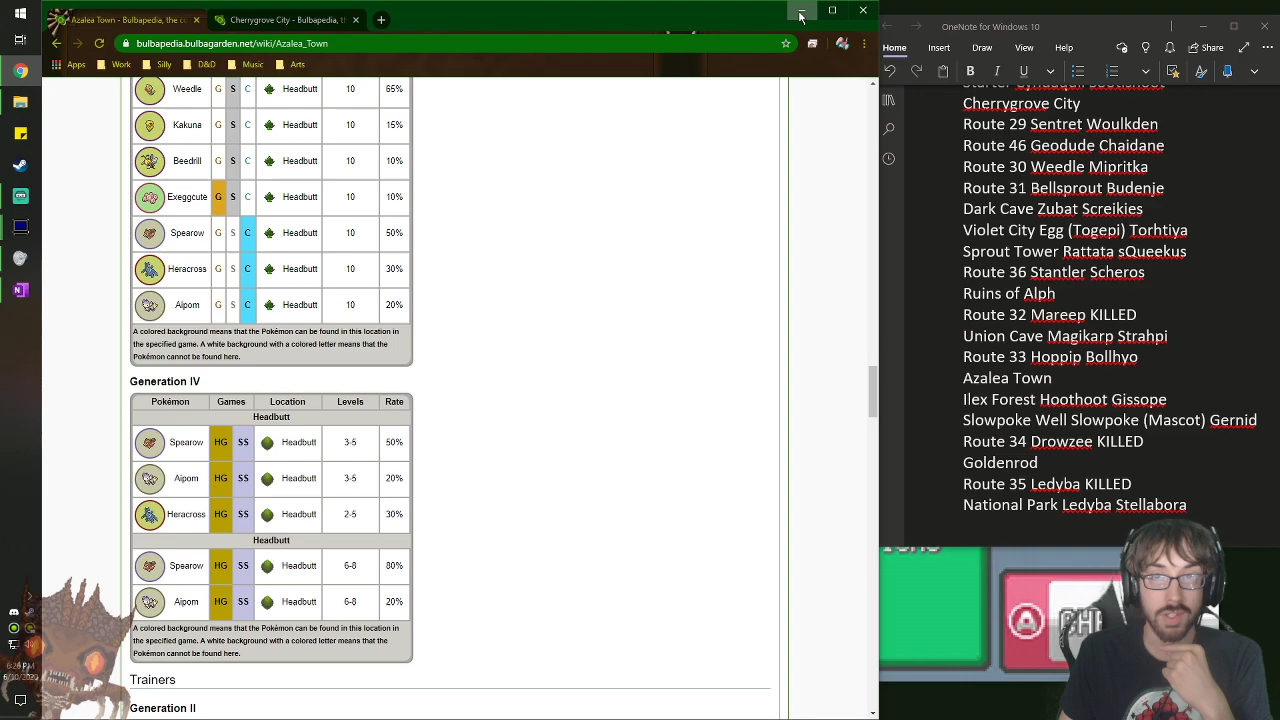 Azalea Town - Bulbapedia, the c
Cherrygrove City - Bulbapedia, th
OneNote for Windows 10
bulbapedia.bulbagarden.net/wiki/Azalea_Town
Home Insert Draw View Help Share
Apps Work Silly D&D Music Arts
B I U
Weedle G S C Headbutt 10 65%
Kakuna G S C Headbutt 10 15%
Beedrill G S C Headbutt 10 10%
Exeggcute G S C Headbutt 10 10%
Spearow G S C Headbutt 10 50%
Heracross G S C Headbutt 10 30%
Aipom G S C Headbutt 10 20%
A colored background means that the Pokémon can be found in this location in
the specified game. A white background with a colored letter means that the
Pokémon cannot be found here.
Generation IV
Pokémon Games Location Levels Rate
Headbutt
Spearow HG SS Headbutt 3-5 50%
Aipom HG SS Headbutt 3-5 20%
Heracross HG SS Headbutt 2-5 30%
Headbutt
Spearow HG SS Headbutt 6-8 80%
Aipom HG SS Headbutt 6-8 20%
A colored background means that the Pokémon can be found in this location in
the specified game. A white background with a colored letter means that the
Pokémon cannot be found here.
Trainers
Generation II
Cherrygrove City
Route 29 Sentret Woulkden
Route 46 Geodude Chaidane
Route 30 Weedle Mipritka
Route 31 Bellsprout Budenje
Dark Cave Zubat Screikies
Violet City Egg (Togepi) Torhtiya
Sprout Tower Rattata sQueekus
Route 36 Stantler Scheros
Ruins of Alph
Route 32 Mareep KILLED
Union Cave Magikarp Strahpi
Route 33 Hoppip Bollhyo
Azalea Town
Ilex Forest Hoothoot Gissope
Slowpoke Well Slowpoke (Mascot) Gernid
Route 34 Drowzee KILLED
Goldenrod
Route 35 Ledyba KILLED
National Park Ledyba Stellabora
A
6:26 PM
6/10/2020